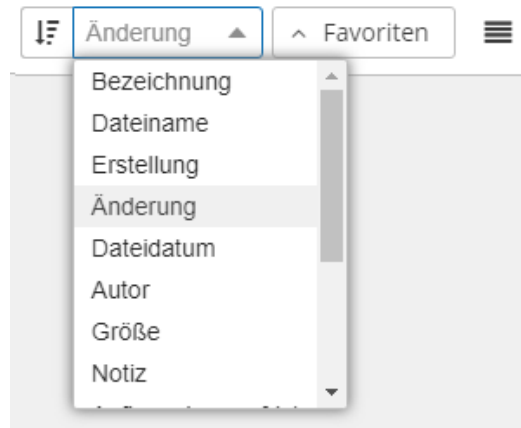 Änderung
Favoriten
Bezeichnung
Dateiname
Erstellung
Änderung
Dateidatum
Autor
Größe
Notiz